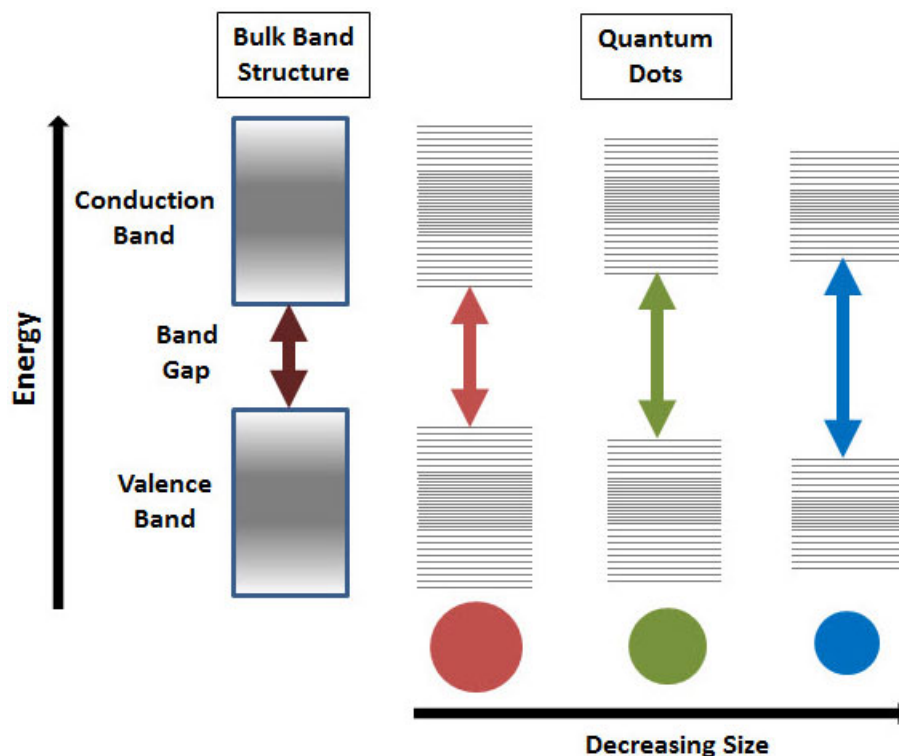 Bulk Band
Structure
Quantum
Dots
Conduction
Band
Band
Gap
Energy
Valence
Band
Decreasing Size